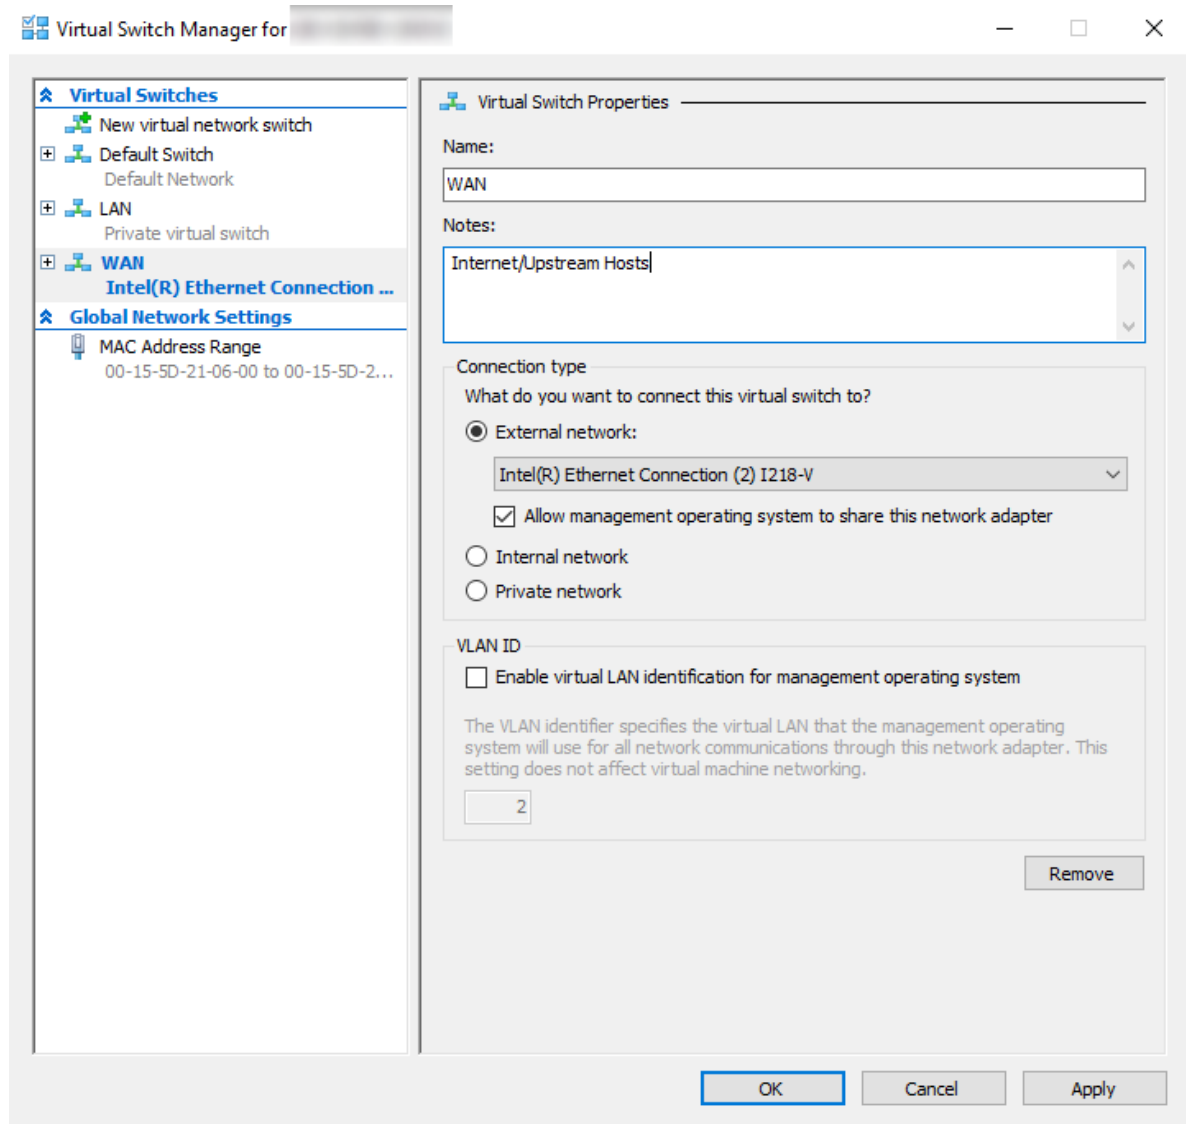 Virtual Switch Manager for
Virtual Switches
New virtual network switch
Default Switch
Default Network
LAN
Private virtual switch
WAN
Intel(R) Ethernet Connection ...
Global Network Settings
MAC Address Range
00-15-5D-21-06-00 to 00-15-5D-2...
Virtual Switch Properties
Name:
WAN
Notes:
Internet/Upstream Hosts
Connection type
What do you want to connect this virtual switch to?
External network:
Intel(R) Ethernet Connection (2) I218-V
Allow management operating system to share this network adapter
Internal network
Private network
VLAN ID
Enable virtual LAN identification for management operating system
The VLAN identifier specifies the virtual LAN that the management operating
system will use for all network communications through this network adapter. This
setting does not affect virtual machine networking.
2
Remove
OK
Cancel
Apply